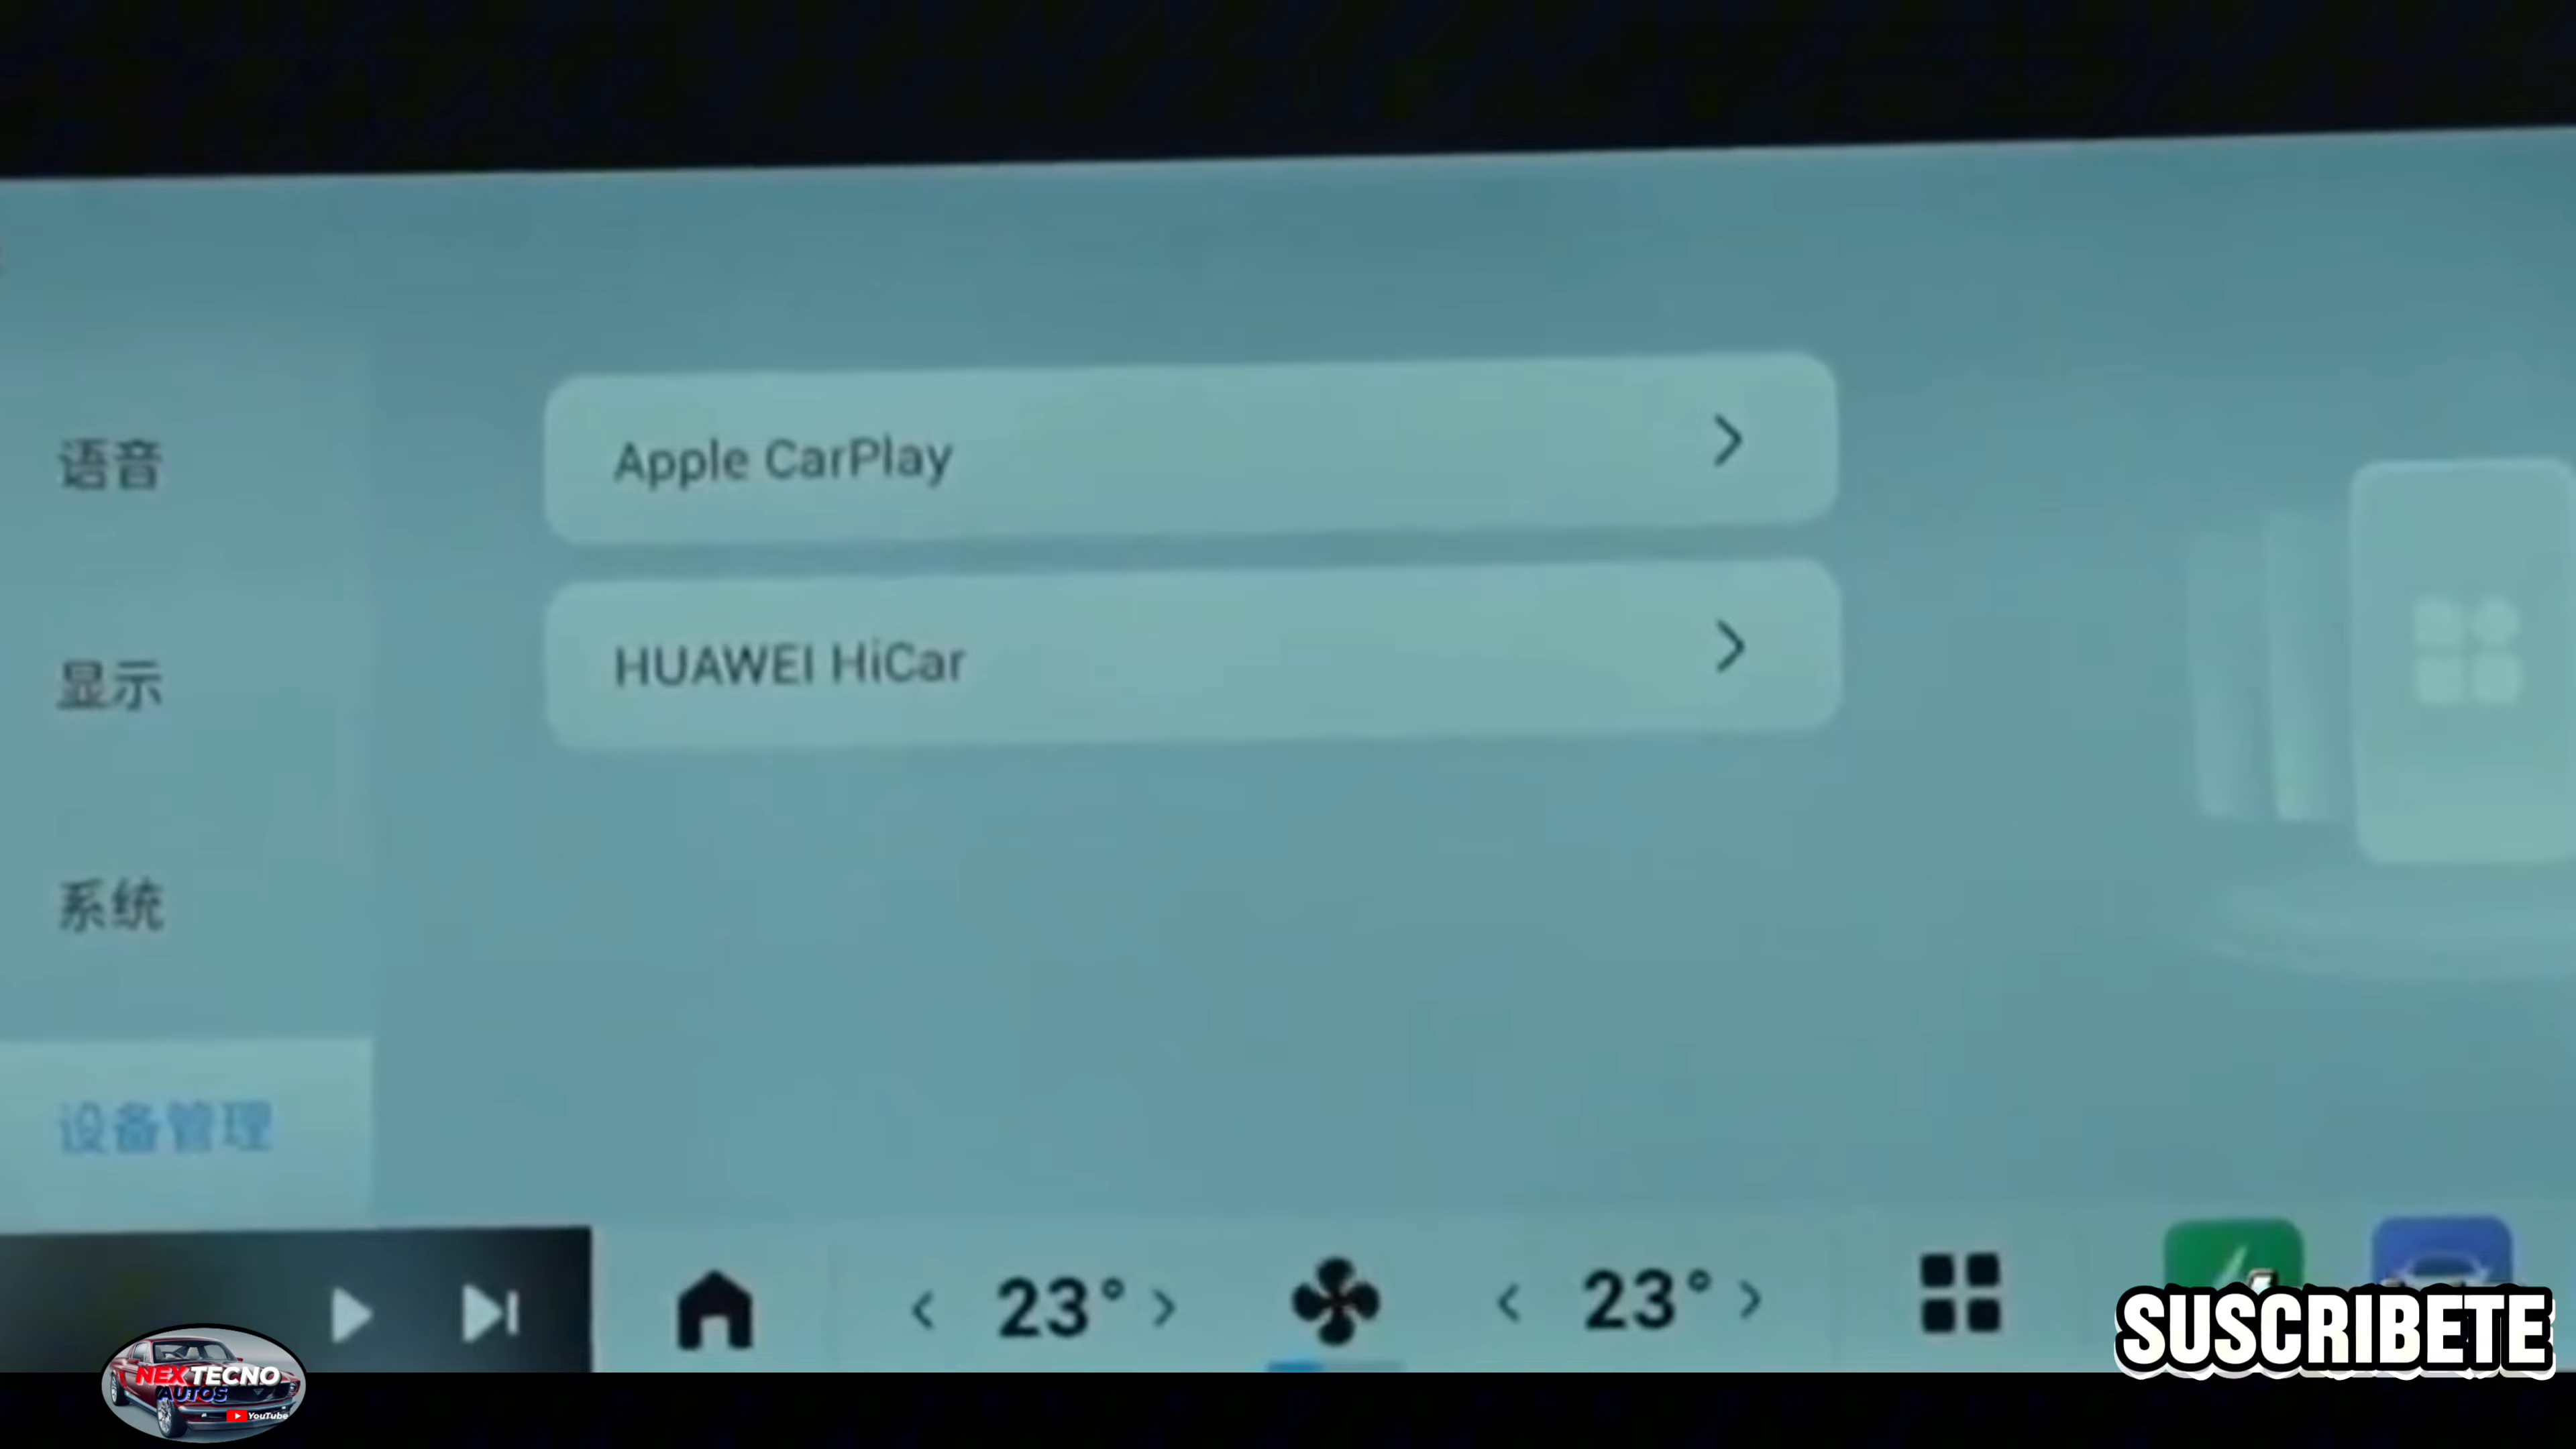 语音
显示
系统
设备管理
Apple CarPlay
HUAWEI HiCar
23°
23°
NEXTECNO
AUTOS
YouTube
SUSCRIBETE